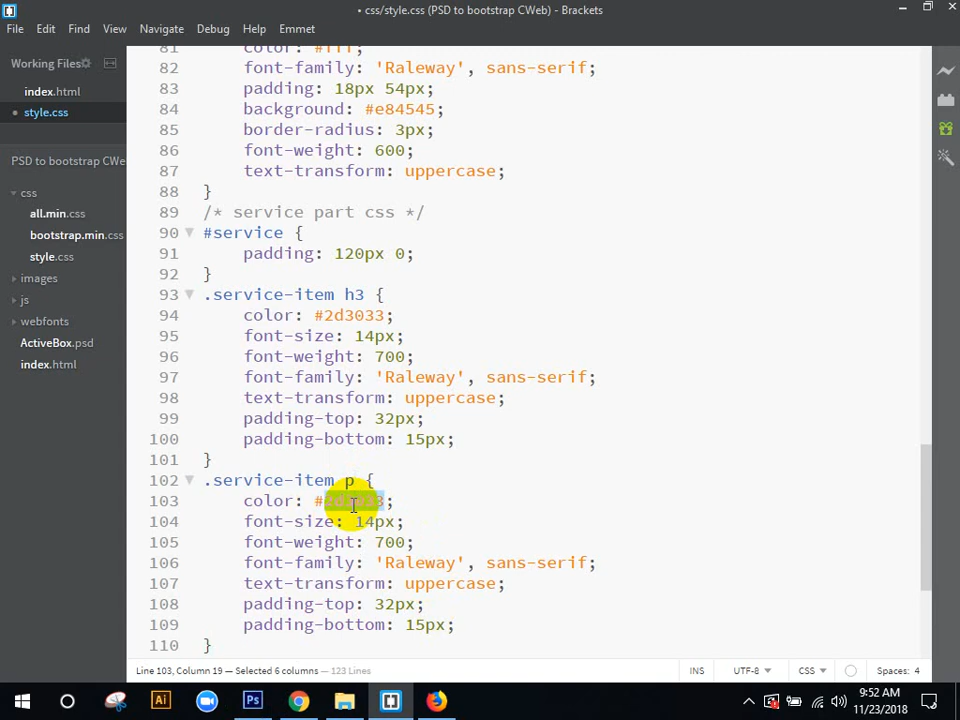 • css/style.css (PSD to bootstrap CWeb) - Brackets
File Edit Find View Navigate Debug Help Emmet
Working Files
index.html
• style.css
PSD to bootstrap CWe
css
all.min.css
bootstrap.min.css
style.css
images
js
webfonts
ActiveBox.psd
index.html
81 color: #fff;
82 font-family: 'Raleway', sans-serif;
83 padding: 18px 54px;
84 background: #e84545;
85 border-radius: 3px;
86 font-weight: 600;
87 text-transform: uppercase;
88 }
89 /* service part css */
90 #service {
91 padding: 120px 0;
92 }
93 .service-item h3 {
94 color: #2d3033;
95 font-size: 14px;
96 font-weight: 700;
97 font-family: 'Raleway', sans-serif;
98 text-transform: uppercase;
99 padding-top: 32px;
100 padding-bottom: 15px;
101 }
102 .service-item p {
103 color: #2d3033;
104 font-size: 14px;
105 font-weight: 700;
106 font-family: 'Raleway', sans-serif;
107 text-transform: uppercase;
108 padding-top: 32px;
109 padding-bottom: 15px;
110 }
Line 103, Column 19 — Selected 6 columns — 123 Lines
INS UTF-8 CSS Spaces: 4
Ai Ps
9:52 AM
11/23/2018